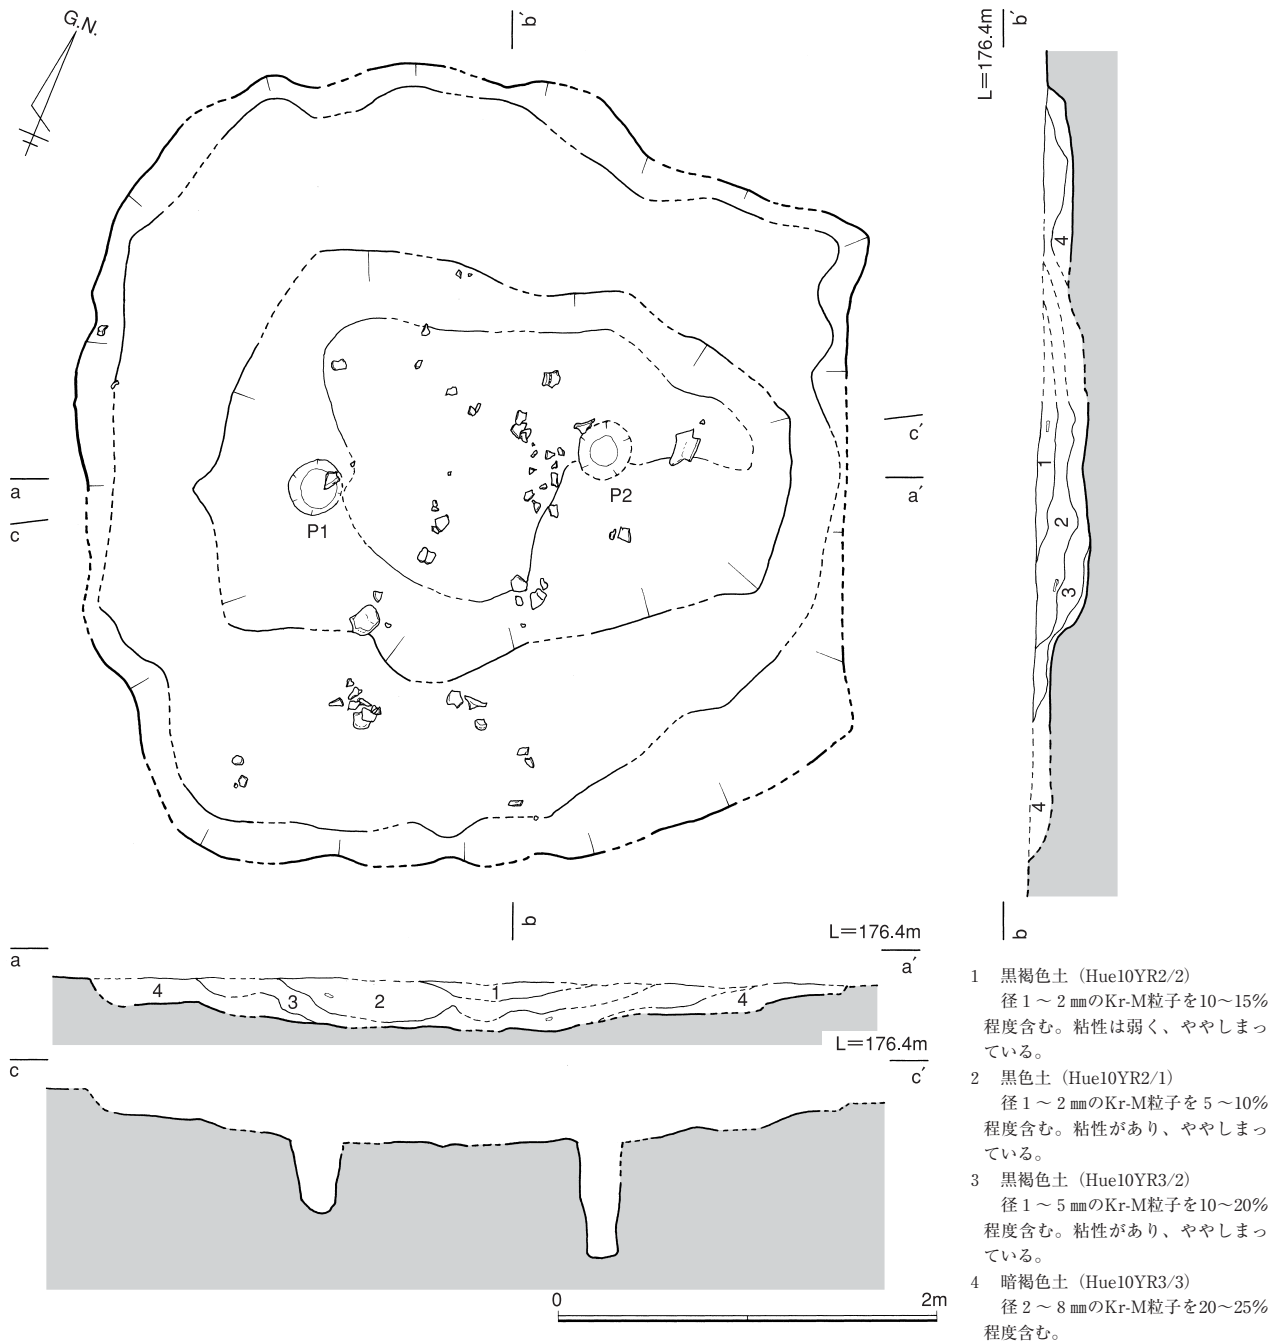 G.N.
b′
L＝176.4m
b′
4
1
2
3
4
c′
a
a′
c
P1
P2
b
b
L＝176.4m
a
a′
4
3
2
1
4
L＝176.4m
c
c′
0
2m
1 黒褐色土（Hue10YR2/2）
径１～２㎜のKr-M粒子を10～15%
程度含む。粘性は弱く、ややしまっ
ている。
2 黒色土（Hue10YR2/1）
径１～２㎜のKr-M粒子を５～10%
程度含む。粘性があり、ややしまっ
ている。
3 黒褐色土（Hue10YR3/2）
径１～５㎜のKr-M粒子を10～20%
程度含む。粘性があり、ややしまっ
ている。
4 暗褐色土（Hue10YR3/3）
径２～８㎜のKr-M粒子を20～25%
程度含む。